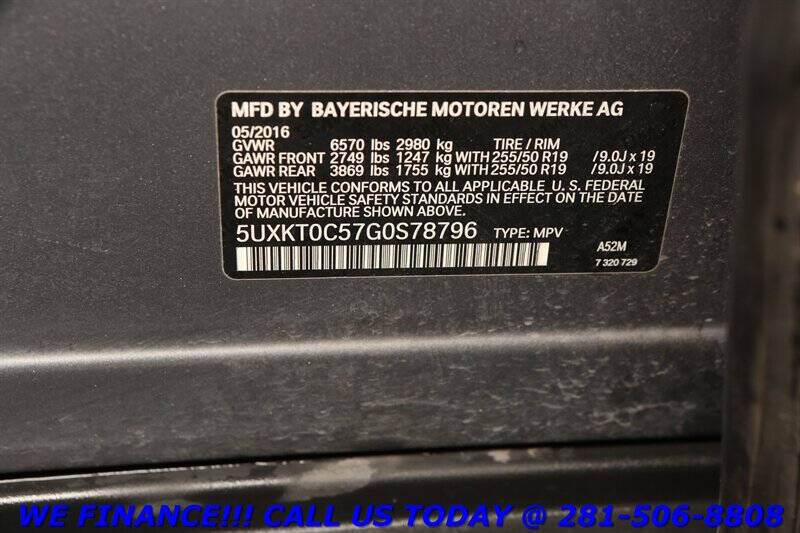 MFD BY BAYERISCHE MOTOREN WERKE AG
05/2016
GVWR 6570 lbs 2980 kg TIRE / RIM
GAWR FRONT 2749 lbs 1247 kg WITH 255/50 R19 / 9.0J x 19
GAWR REAR 3869 lbs 1755 kg WITH 255/50 R19 / 9.0J x 19
THIS VEHICLE CONFORMS TO ALL APPLICABLE U. S. FEDERAL
MOTOR VEHICLE SAFETY STANDARDS IN EFFECT ON THE DATE
OF MANUFACTURE SHOWN ABOVE.
5UXKT0C57G0S78796 TYPE: MPV A52M
7 320 729
WE FINANCE!!! CALL US TODAY @ 281-506-8808